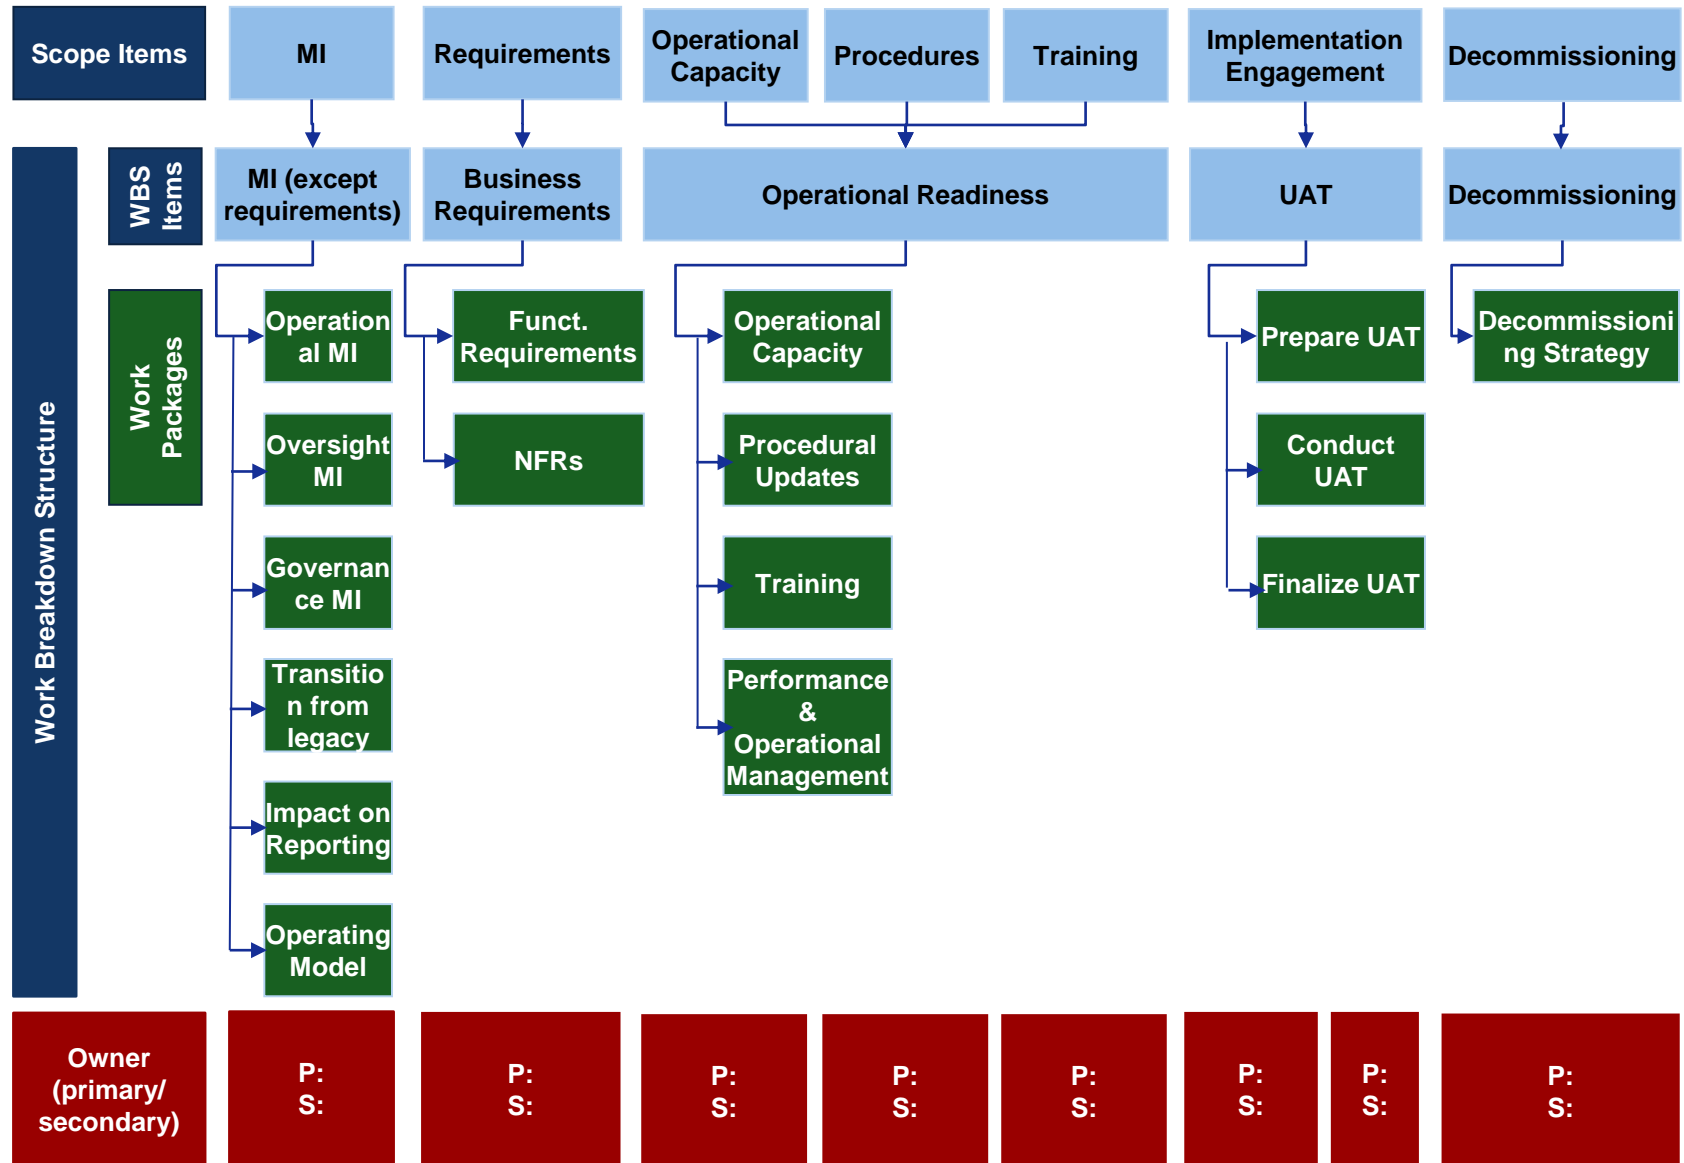 Scope Items
MI
Requirements
Operational
Capacity
Procedures
Training
Implementation
Engagement
Decommissioning
Work Breakdown Structure
WBS
Items
MI (except
requirements)
Business
Requirements
Operational Readiness
UAT
Decommissioning
Work
Packages
Operation
al MI
Oversight
MI
Governan
ce MI
Transitio
n from
legacy
Impact on
Reporting
Operating
Model
Funct.
Requirements
NFRs
Operational
Capacity
Procedural
Updates
Training
Performance
&
Operational
Management
Prepare UAT
Conduct
UAT
Finalize UAT
Decommissioni
ng Strategy
Owner
(primary/
secondary)
P:
S:
P:
S:
P:
S:
P:
S:
P:
S:
P:
S:
P:
S:
P:
S: